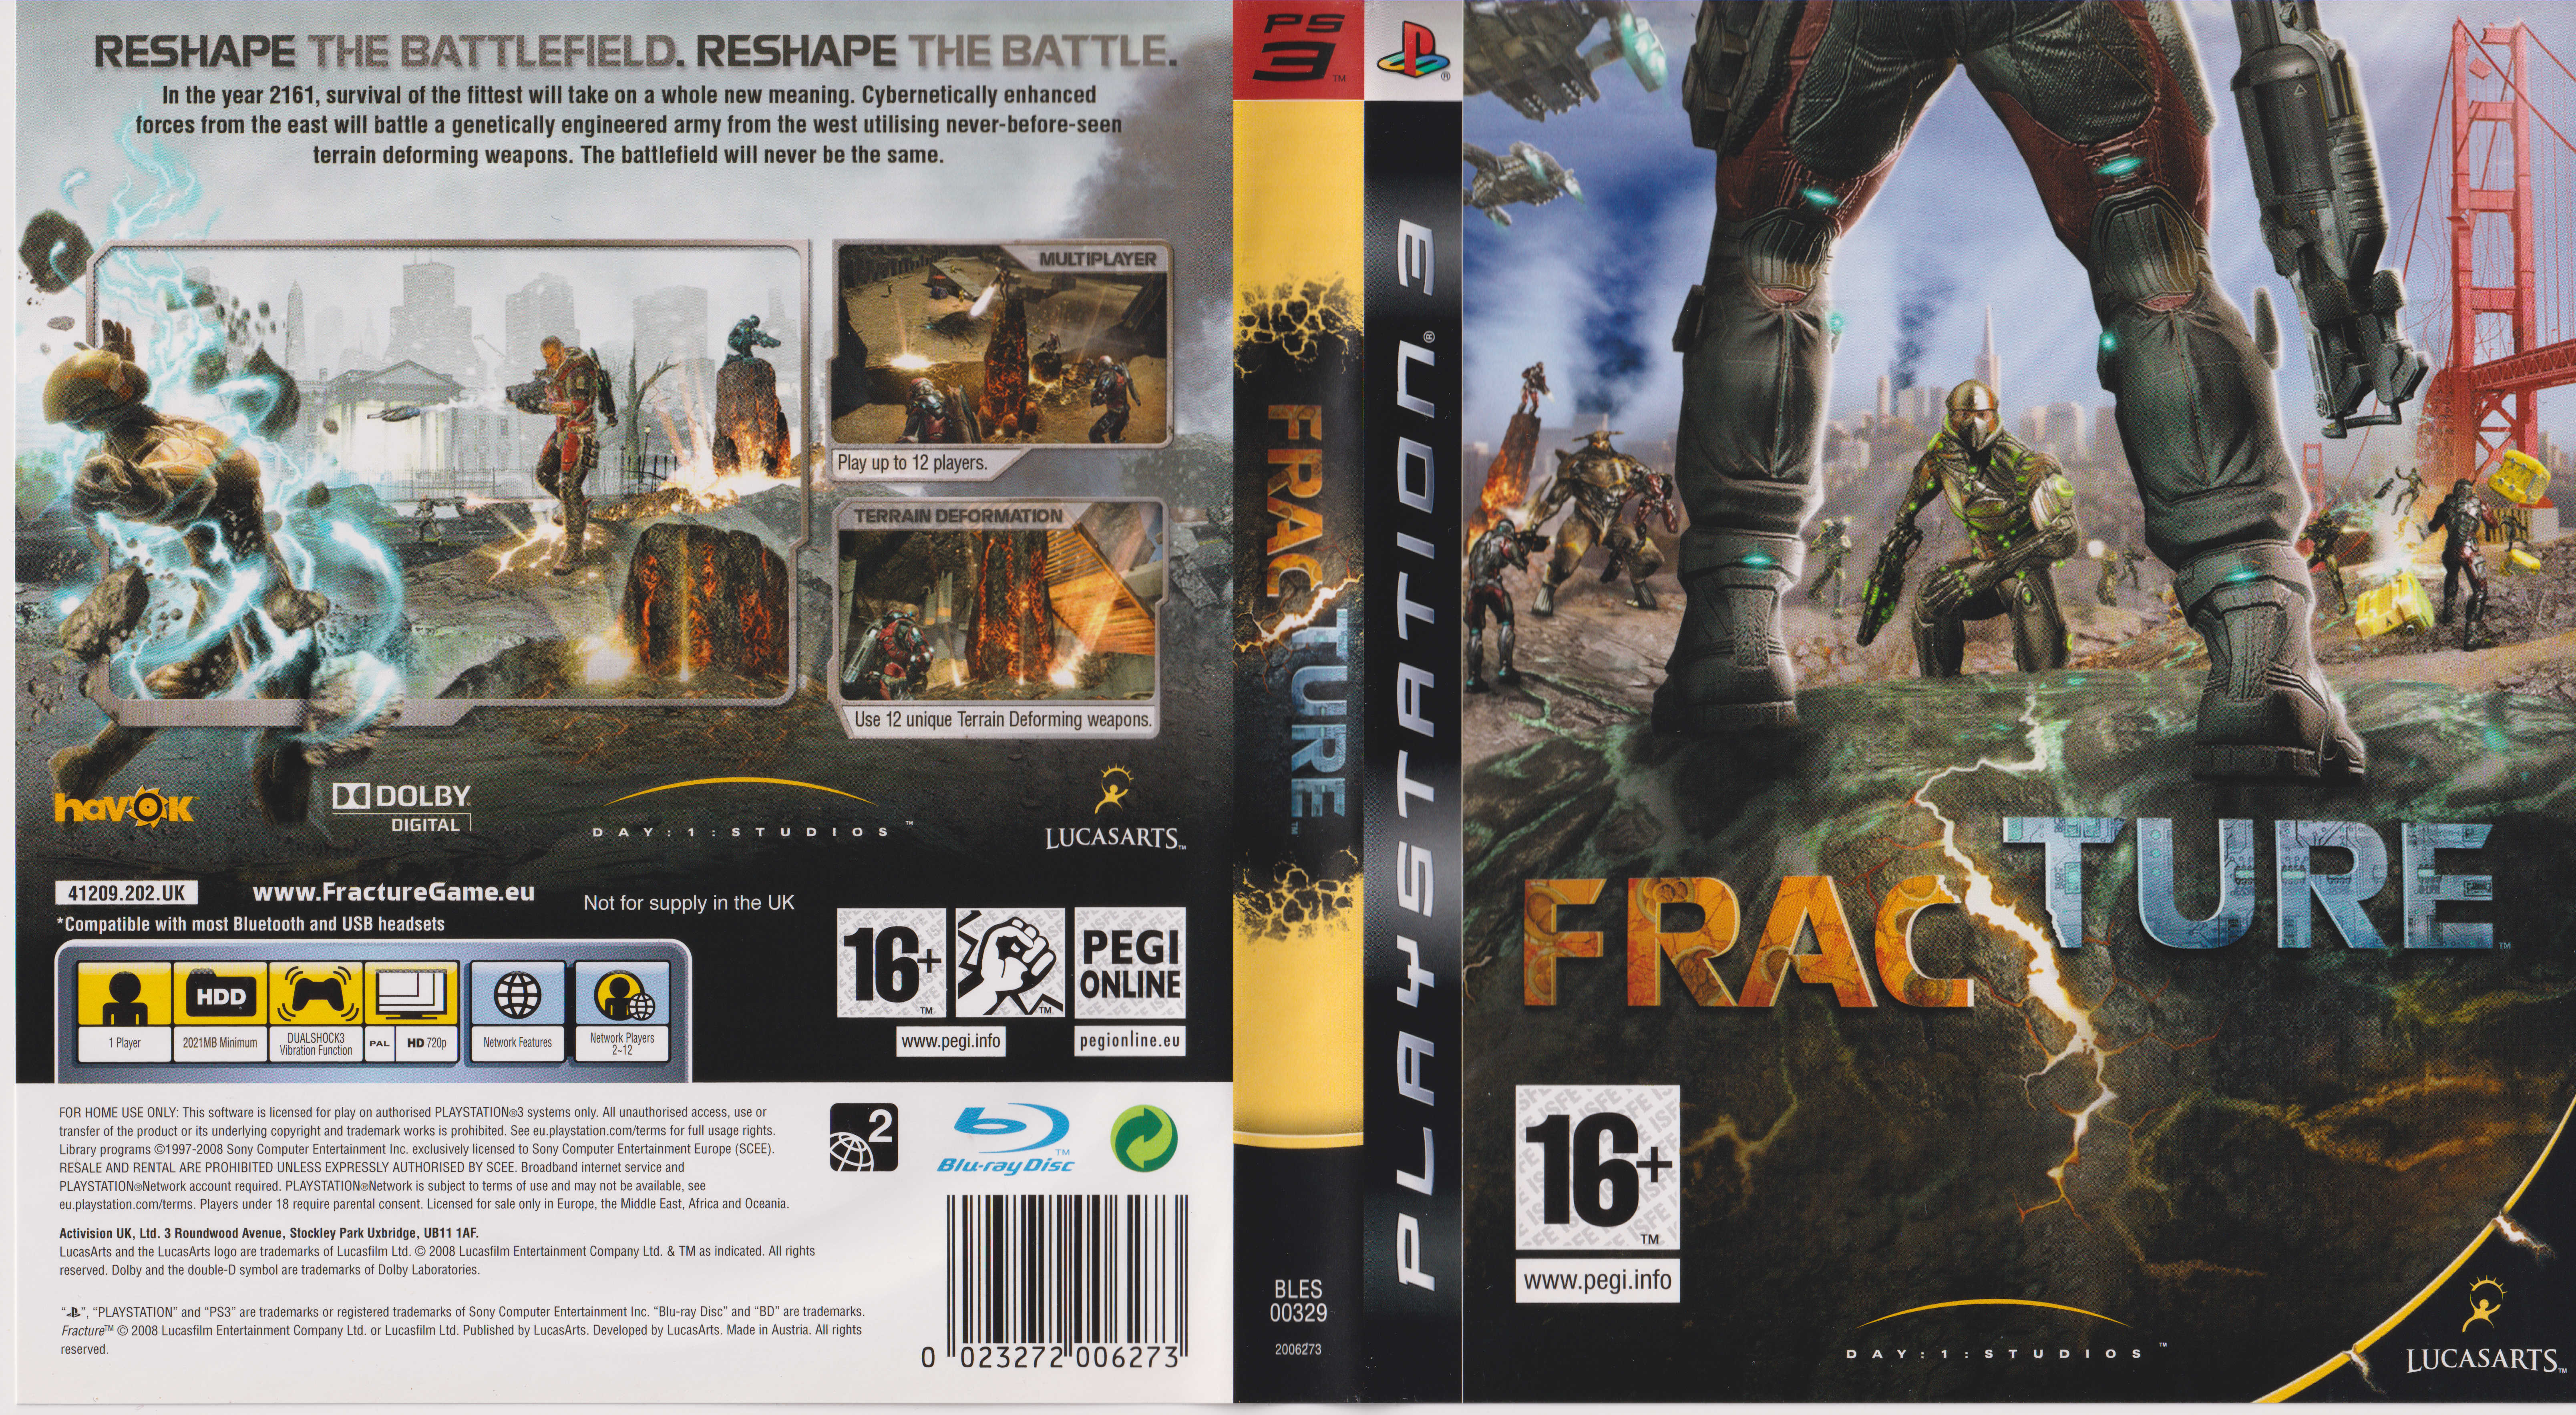 RESHAPE THE BATTLEFIELD. RESHAPE THE BATTLE.
In the year 2161, survival of the fittest will take on a whole new meaning. Cybernetically enhanced
forces from the east will battle a genetically engineered army from the west utilising never-before-seen
terrain deforming weapons. The battlefield will never be the same.
MULTIPLAYER
Play up to 12 players.
TERRAIN DEFORMATION
Use 12 unique Terrain Deforming weapons.
havok™
DOLBY®
DIGITAL
DAY:1:STUDIOS™
LUCASARTS™
41209.202.UK
www.FractureGame.eu
Not for supply in the UK
*Compatible with most Bluetooth and USB headsets
1 Player
HDD
2021MB Minimum
DUALSHOCK3
Vibration Function
PAL
HD 720p
Network Features
Network Players
2~12
16+™
™
PEGI
ONLINE
www.pegi.info
pegionline.eu
FOR HOME USE ONLY: This software is licensed for play on authorised PLAYSTATION®3 systems only. All unauthorised access, use or
transfer of the product or its underlying copyright and trademark works is prohibited. See eu.playstation.com/terms for full usage rights.
Library programs ©1997-2008 Sony Computer Entertainment Inc. exclusively licensed to Sony Computer Entertainment Europe (SCEE).
RESALE AND RENTAL ARE PROHIBITED UNLESS EXPRESSLY AUTHORISED BY SCEE. Broadband internet service and
PLAYSTATION®Network account required. PLAYSTATION®Network is subject to terms of use and may not be available, see
eu.playstation.com/terms. Players under 18 require parental consent. Licensed for sale only in Europe, the Middle East, Africa and Oceania.
Activision UK, Ltd. 3 Roundwood Avenue, Stockley Park Uxbridge, UB11 1AF.
LucasArts and the LucasArts logo are trademarks of Lucasfilm Ltd. © 2008 Lucasfilm Entertainment Company Ltd. & TM as indicated. All rights
reserved. Dolby and the double-D symbol are trademarks of Dolby Laboratories.
“ ”, “PLAYSTATION” and “PS3” are trademarks or registered trademarks of Sony Computer Entertainment Inc. “Blu-ray Disc” and “BD” are trademarks.
Fracture™ © 2008 Lucasfilm Entertainment Company Ltd. or Lucasfilm Ltd. Published by LucasArts. Developed by LucasArts. Made in Austria. All rights
reserved.
2
Blu-ray Disc™
0 023272 006273
PS
3™
FRACTURE™
BLES
00329
2006273
®
PLAYSTATION®3
FRACTURE™
16+
™
www.pegi.info
DAY:1:STUDIOS™
LUCASARTS™